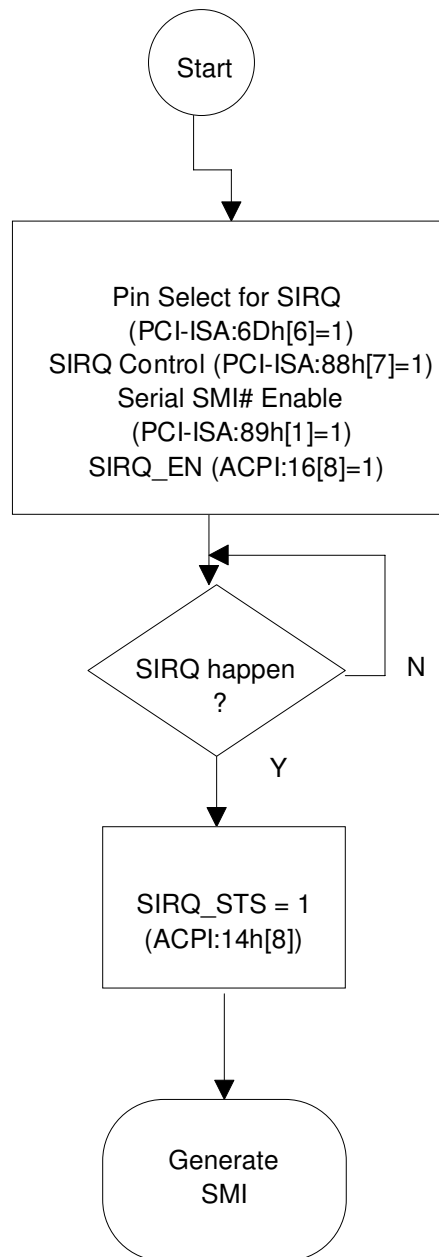 Start
Pin Select for SIRQ
(PCI-ISA:6Dh[6]=1)
SIRQ Control (PCI-ISA:88h[7]=1)
Serial SMI# Enable
(PCI-ISA:89h[1]=1)
SIRQ_EN (ACPI:16[8]=1)
SIRQ happen
?
N
Y
SIRQ_STS = 1
(ACPI:14h[8])
Generate
SMI